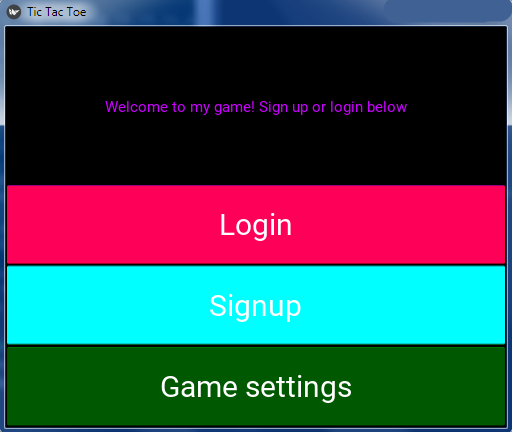 Tic Tac Toe
Welcome to my game! Sign up or login below
Login
Signup
Game settings